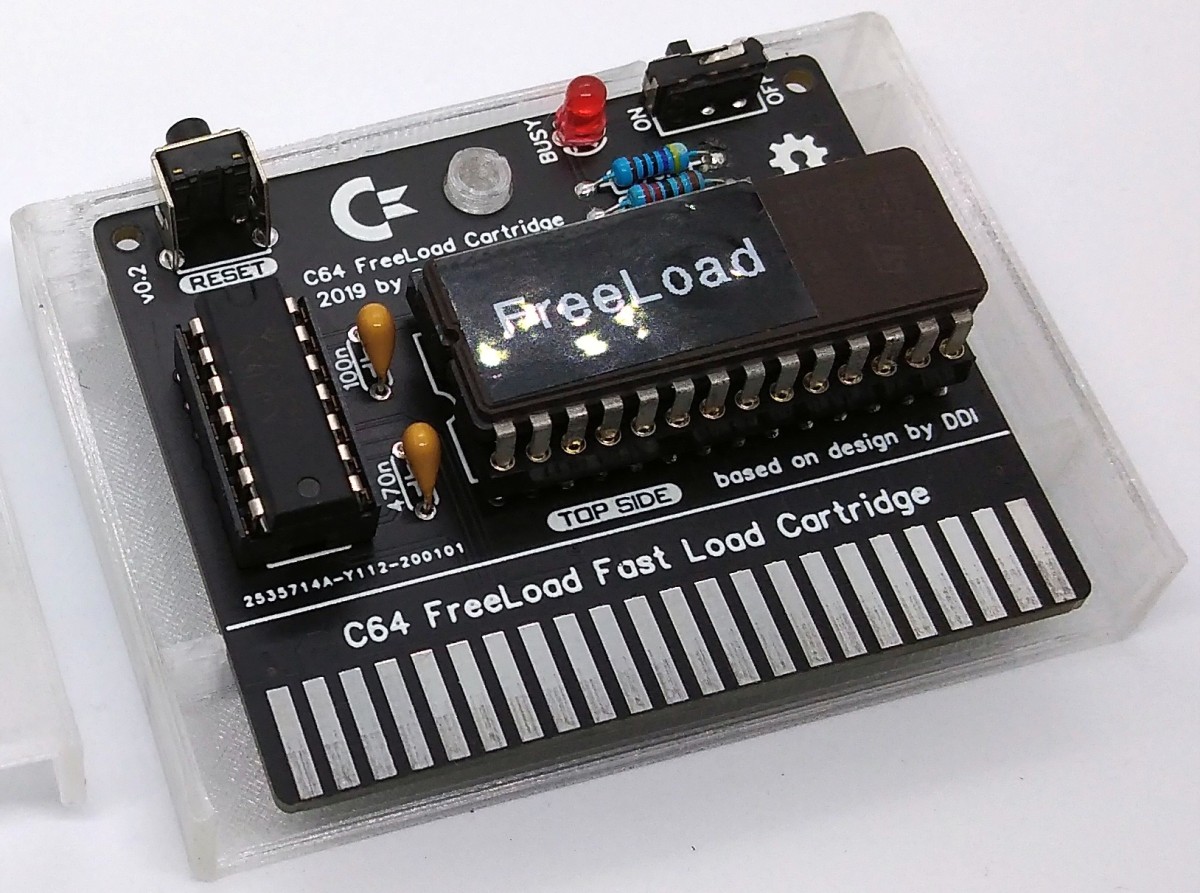 BUSY
ON
OFF
v0.2
RESET
C64 FreeLoad Cartridge
2019 by
FreeLoad
100n
470n
TOP SIDE
based on design by DDI
2535714A-Y112-200101
C64 FreeLoad Fast Load Cartridge